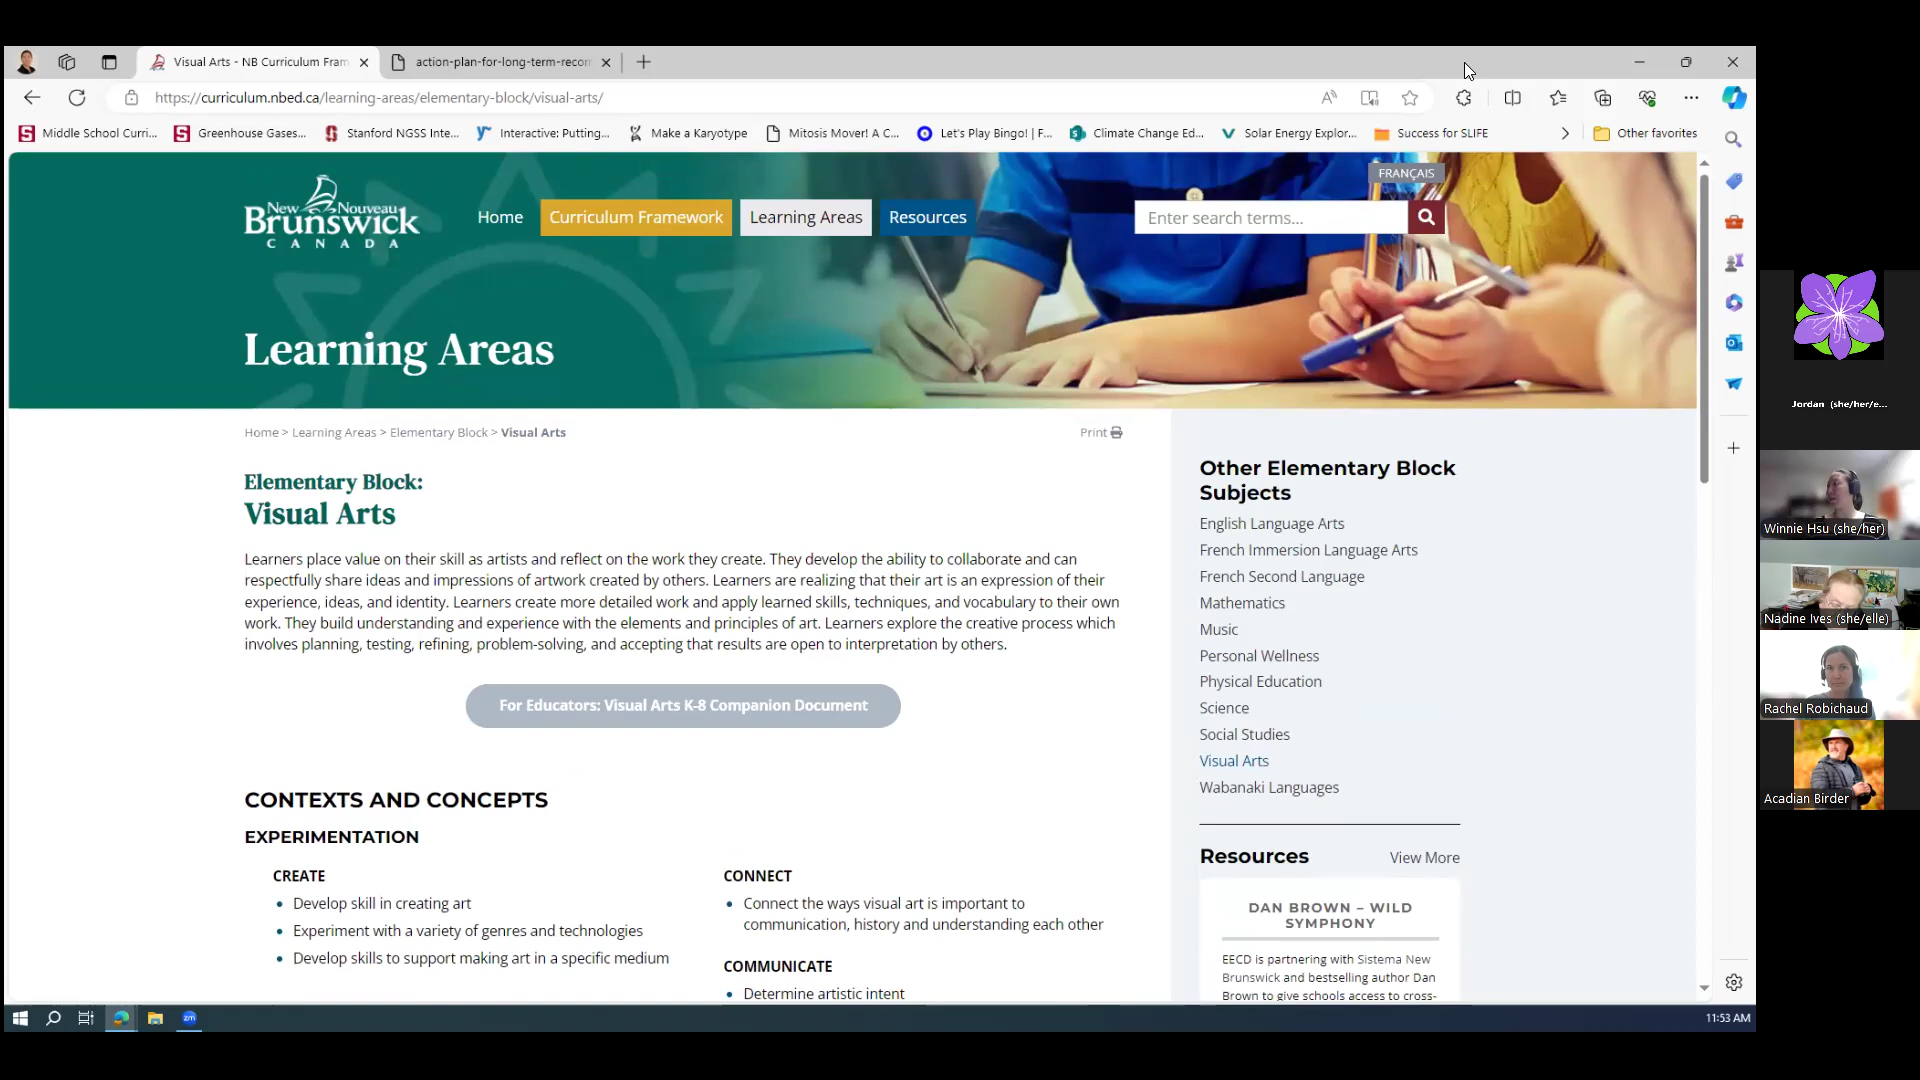 Visual Arts - NB Curriculum Fram
action-plan-for-long-term-recom
https://curriculum.nbed.ca/learning-areas/elementary-block/visual-arts/
Middle School Curri...
Greenhouse Gases...
Stanford NGSS Inte...
Interactive: Putting...
Make a Karyotype
Mitosis Mover! A C...
Let's Play Bingo! | F...
Climate Change Ed...
Solar Energy Explor...
Success for SLIFE
Other favorites
FRANÇAIS
New Nouveau
Brunswick
CANADA
Home
Curriculum Framework
Learning Areas
Resources
Enter search terms...
Learning Areas
Home > Learning Areas > Elementary Block > Visual Arts
Print
Elementary Block:
Visual Arts
Learners place value on their skill as artists and reflect on the work they create. They develop the ability to collaborate and can
respectfully share ideas and impressions of artwork created by others. Learners are realizing that their art is an expression of their
experience, ideas, and identity. Learners create more detailed work and apply learned skills, techniques, and vocabulary to their own
work. They build understanding and experience with the elements and principles of art. Learners explore the creative process which
involves planning, testing, refining, problem-solving, and accepting that results are open to interpretation by others.
For Educators: Visual Arts K-8 Companion Document
CONTEXTS AND CONCEPTS
EXPERIMENTATION
CREATE
• Develop skill in creating art
• Experiment with a variety of genres and technologies
• Develop skills to support making art in a specific medium
CONNECT
• Connect the ways visual art is important to
communication, history and understanding each other
COMMUNICATE
• Determine artistic intent
Other Elementary Block
Subjects
English Language Arts
French Immersion Language Arts
French Second Language
Mathematics
Music
Personal Wellness
Physical Education
Science
Social Studies
Visual Arts
Wabanaki Languages
Resources
View More
DAN BROWN – WILD
SYMPHONY
EECD is partnering with Sistema New
Brunswick and bestselling author Dan
Brown to give schools access to cross-
Jordan (she/her/e...
Winnie Hsu (she/her)
Nadine Ives (she/elle)
Rachel Robichaud
Acadian Birder
zm
11:53 AM